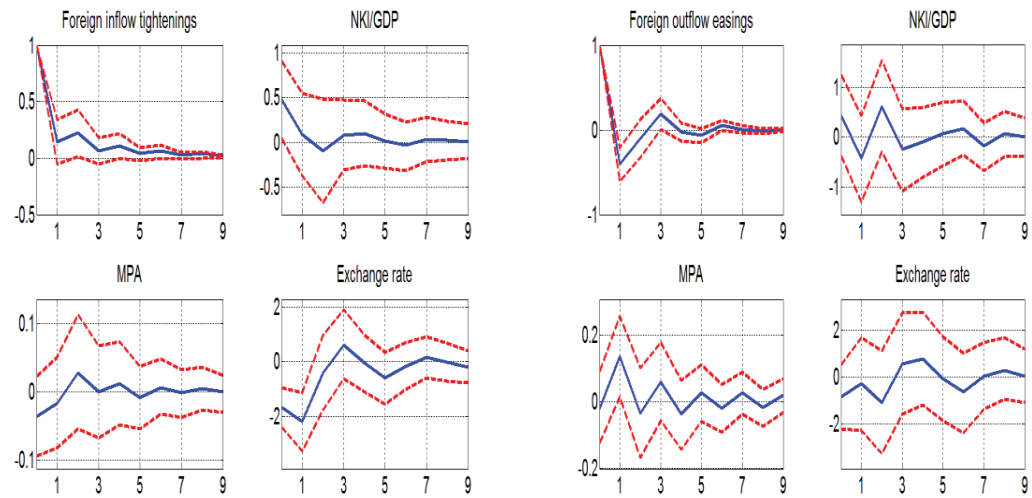 Foreign inflow tightenings
1
0.5
0
-0.5
1 3 5 7 9
NKI/GDP
1
0.5
0
-0.5
1 3 5 7 9
Foreign outflow easings
1
0
-1
1 3 5 7 9
NKI/GDP
1
0
-1
1 3 5 7 9
MPA
0.1
0
-0.1
1 3 5 7 9
Exchange rate
2
0
-2
1 3 5 7 9
MPA
0.2
0
-0.2
1 3 5 7 9
Exchange rate
2
0
-2
1 3 5 7 9